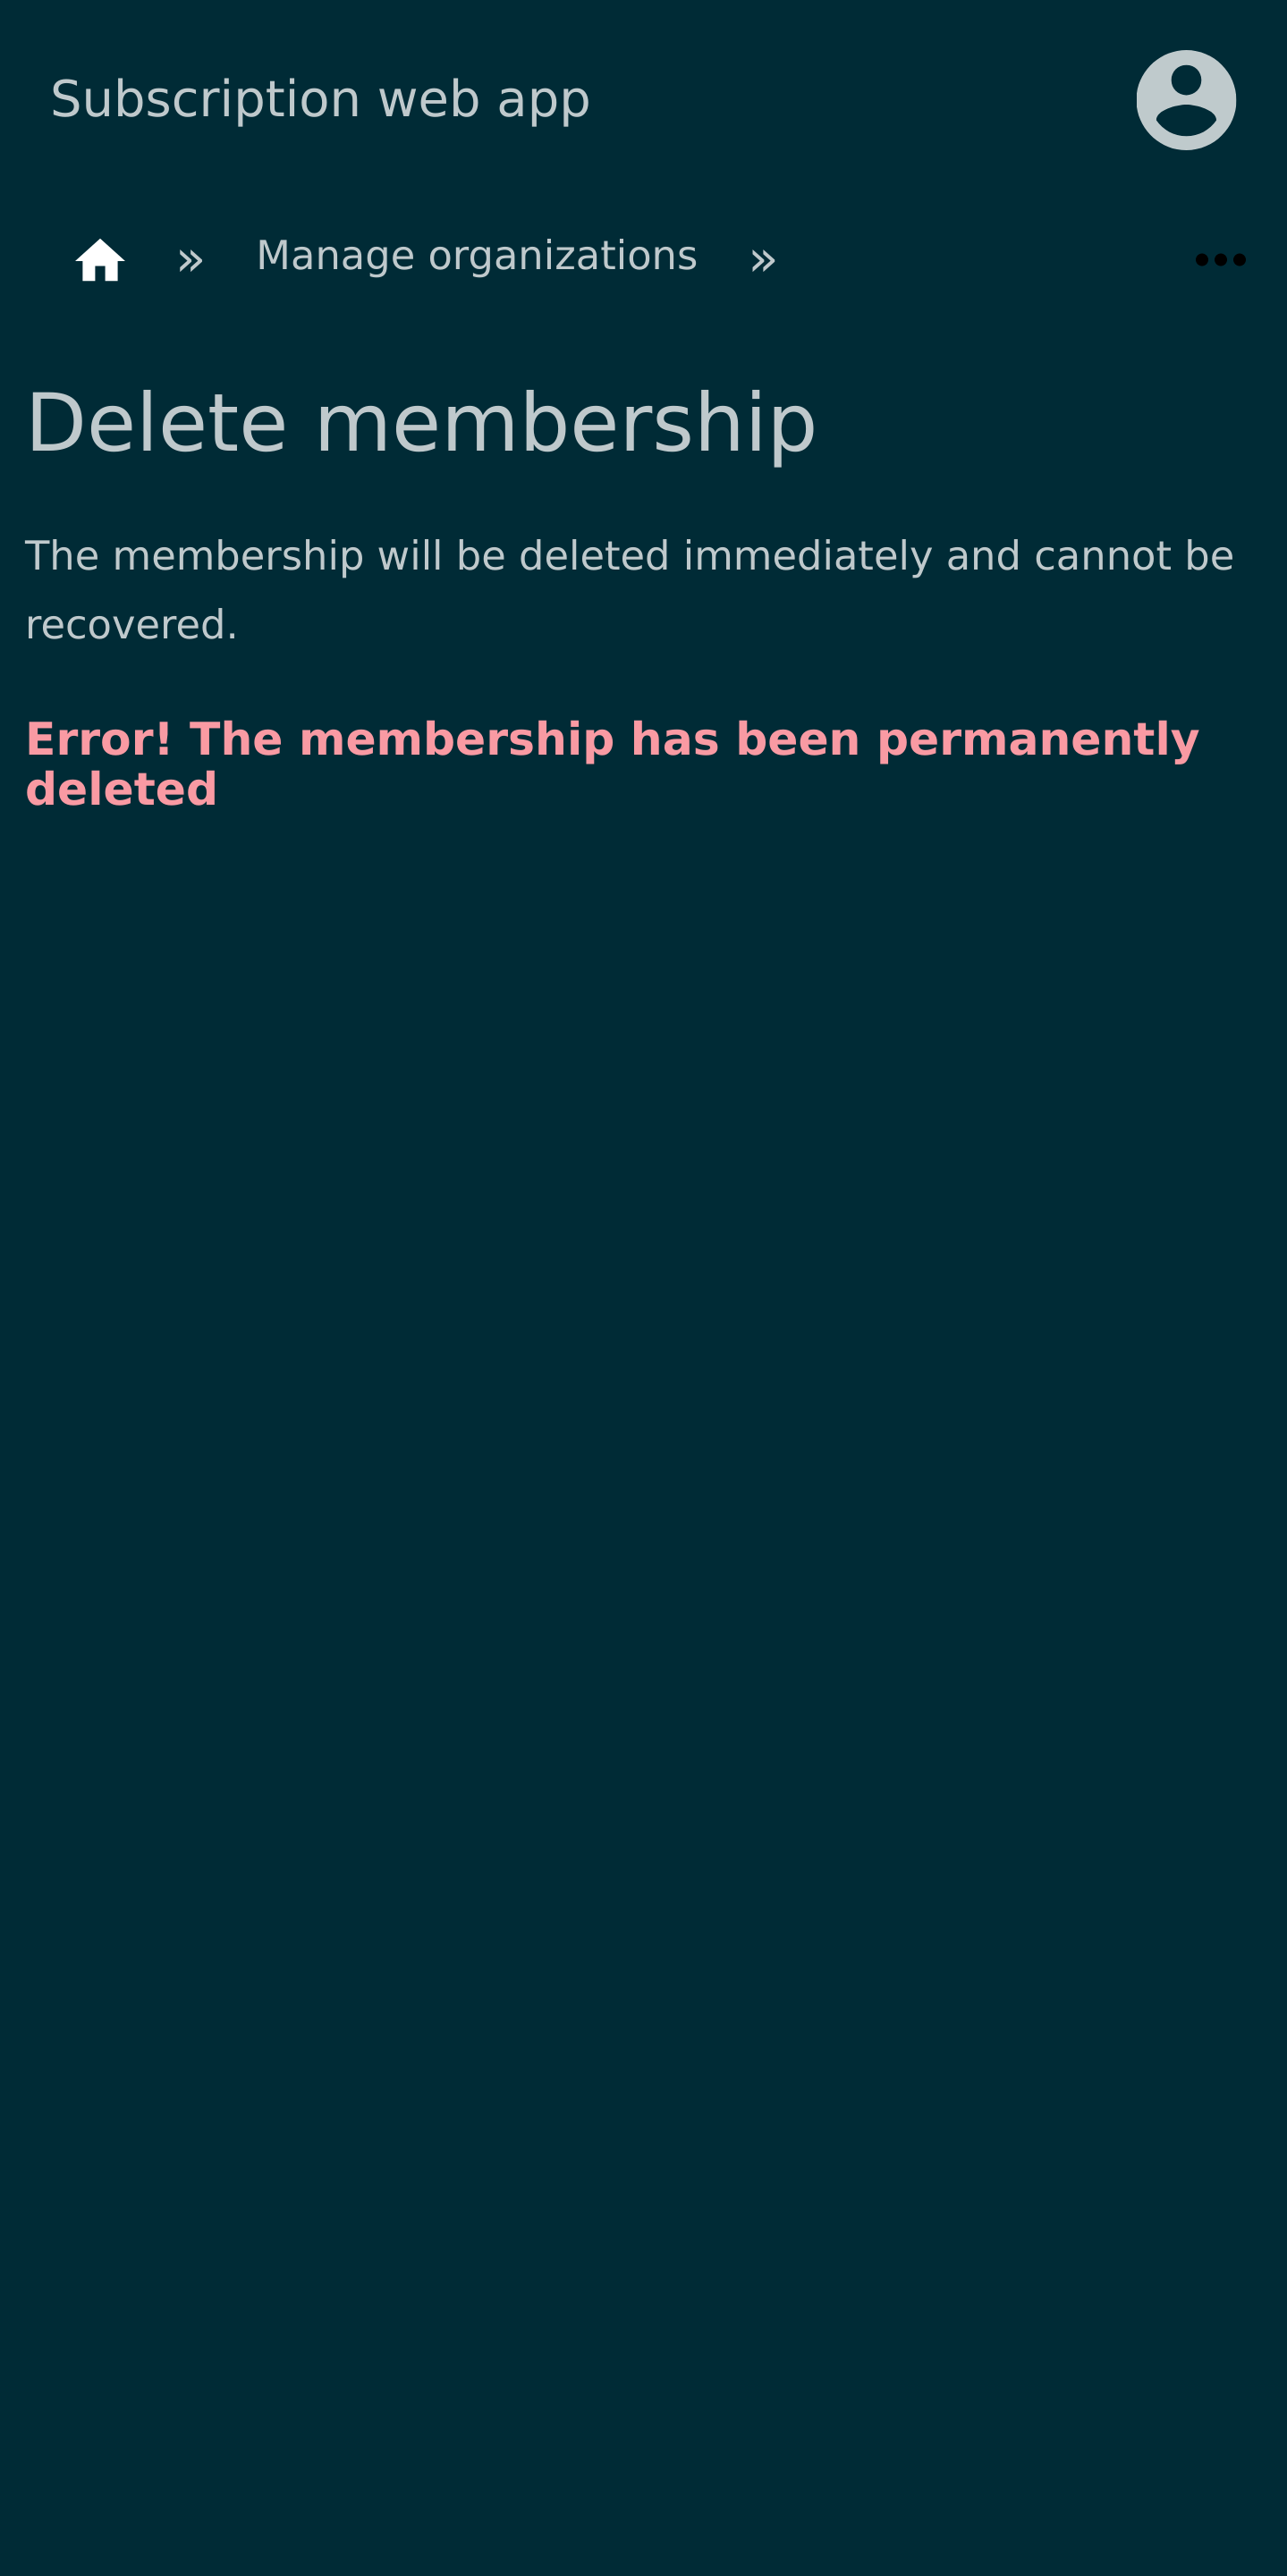 Subscription web app
» Manage organizations »
Delete membership
The membership will be deleted immediately and cannot be
recovered.
Error! The membership has been permanently
deleted